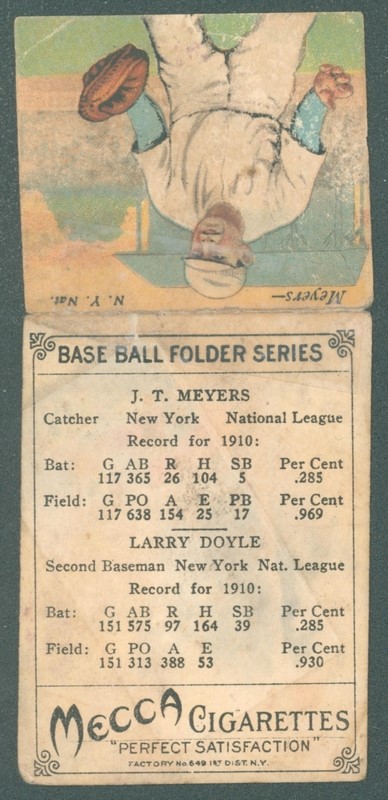 Meyers— N. Y. Nat.
BASE BALL FOLDER SERIES
J. T. MEYERS
Catcher New York National League
Record for 1910:
Bat: G AB R H SB Per Cent
117 365 26 104 5 .285
Field: G PO A E PB Per Cent
117 638 154 25 17 .969
LARRY DOYLE
Second Baseman New York Nat. League
Record for 1910:
Bat: G AB R H SB Per Cent
151 575 97 164 39 .285
Field: G PO A E Per Cent
151 313 388 53 .930
MECCA CIGARETTES
"PERFECT SATISFACTION"
FACTORY No. 649 1ST DIST. N.Y.